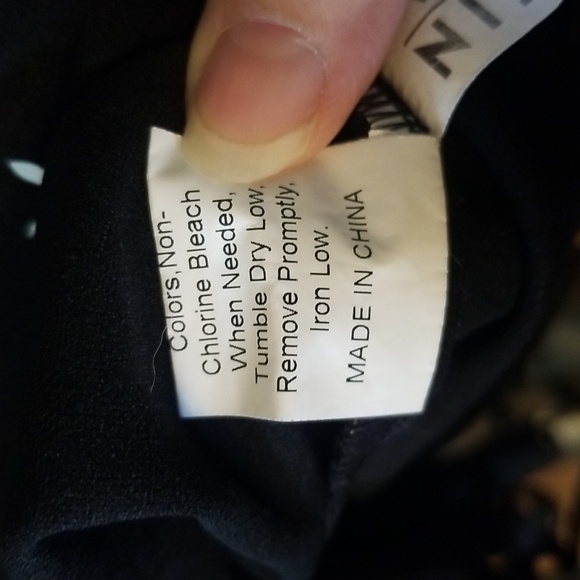 Colors,Non-
Chlorine Bleach
When Needed,
Tumble Dry Low,
Remove Promptly,
Iron Low.
MADE IN CHINA